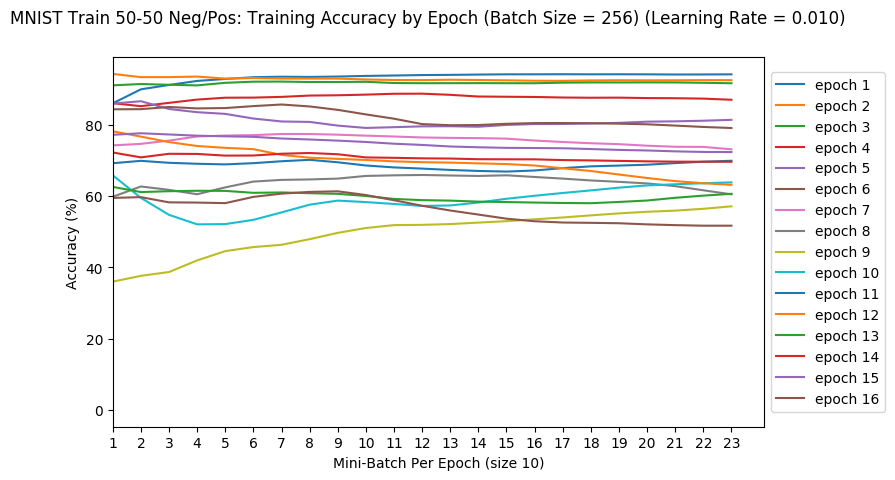 MNIST Train 50-50 Neg/Pos: Training Accuracy by Epoch (Batch Size = 256) (Learning Rate = 0.010)
Accuracy (%)
80
60
40
20
0
1 2 3 4 5 6 7 8 9 10 11 12 13 14 15 16 17 18 19 20 21 22 23
Mini-Batch Per Epoch (size 10)
epoch 1
epoch 2
epoch 3
epoch 4
epoch 5
epoch 6
epoch 7
epoch 8
epoch 9
epoch 10
epoch 11
epoch 12
epoch 13
epoch 14
epoch 15
epoch 16